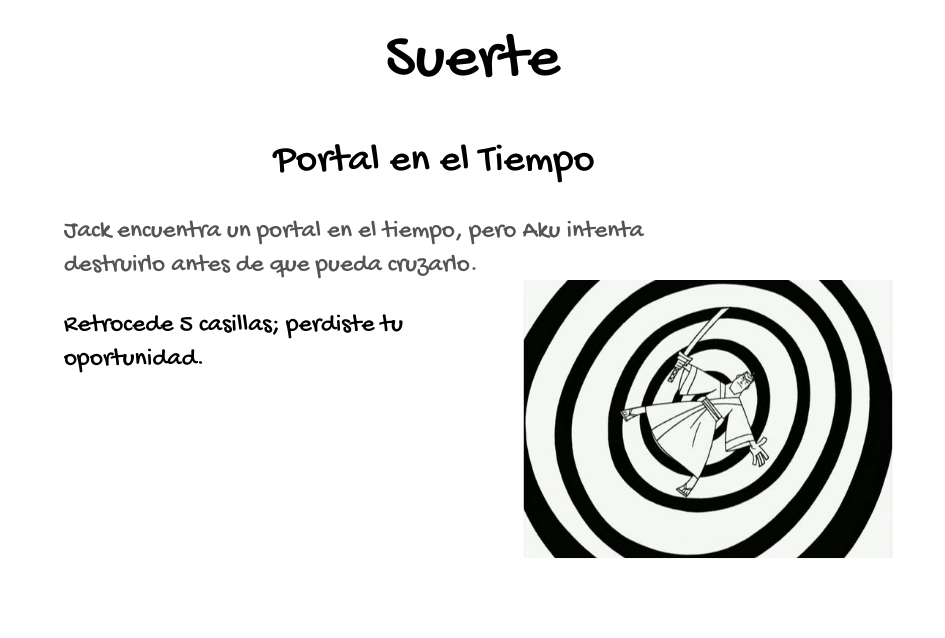 Suerte
Portal en el Tiempo
Jack encuentra un portal en el tiempo, pero Aku intenta
destruirlo antes de que pueda cruzarlo.
Retrocede 5 casillas; perdiste tu
oportunidad.